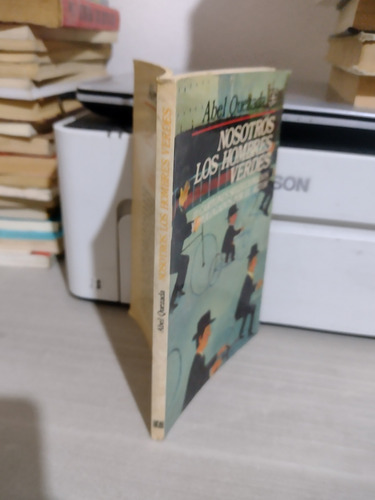 Abel Quezada
NOSOTROS
LOS HOMBRES
VERDES
NOSOTROS LOS HOMBRES VERDES
Abel Quezada
SON